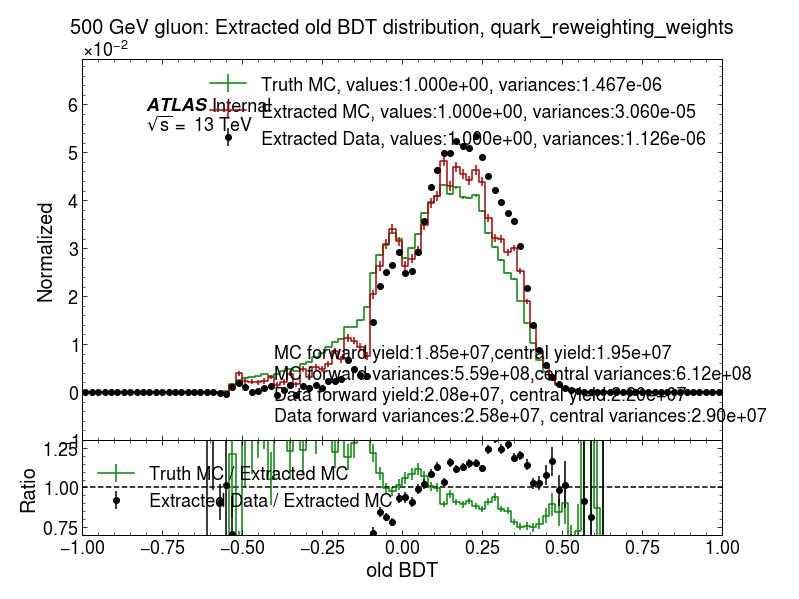 500 GeV gluon: Extracted old BDT distribution, quark_reweighting_weights
×10⁻²
Truth MC, values:1.000e+00, variances:1.467e-06
ATLAS Internal
Extracted MC, values:1.000e+00, variances:3.060e-05
√s = 13 TeV
Extracted Data, values:1.000e+00, variances:1.126e-06
6
5
4
3
2
1
0
−1
Normalized
MC forward yield:1.85e+07,central yield:1.95e+07
MC forward variances:5.59e+08,central variances:6.12e+08
Data forward yield:2.08e+07, central yield:2.20e+07
Data forward variances:2.58e+07, central variances:2.90e+07
1.25
1.00
0.75
Ratio
Truth MC / Extracted MC
Extracted Data / Extracted MC
−1.00 −0.75 −0.50 −0.25 0.00 0.25 0.50 0.75 1.00
old BDT